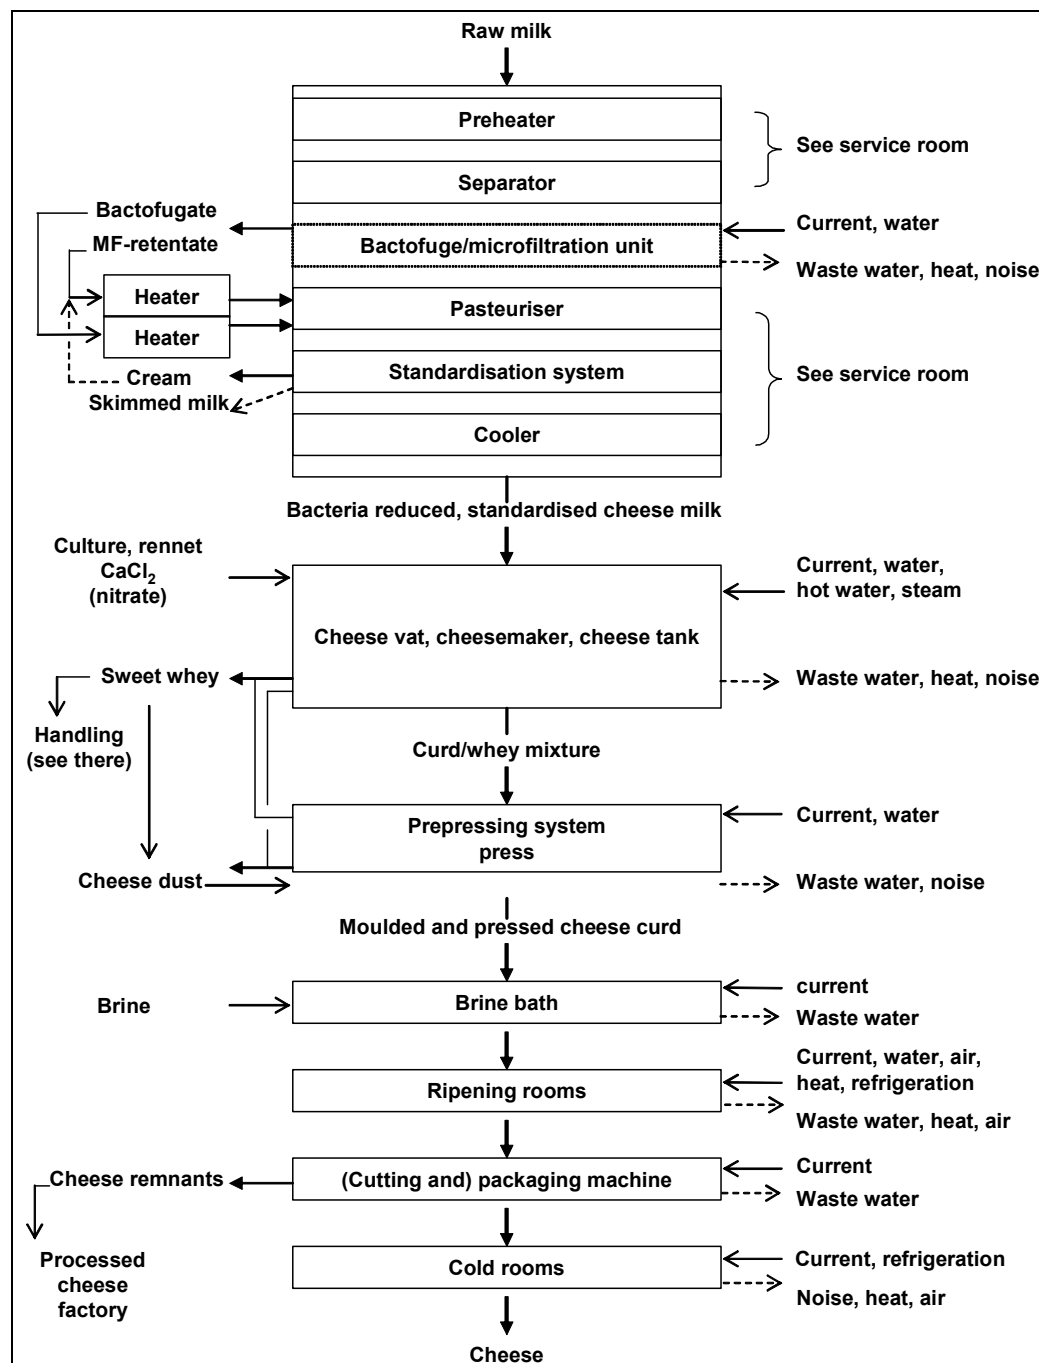 Raw milk
Preheater
See service room
Separator
Bactofugate
Current, water
MF-retentate
Bactofuge/microfiltration unit
Waste water, heat, noise
Heater
Pasteuriser
Heater
Cream
Standardisation system
See service room
Skimmed milk
Cooler
Bacteria reduced, standardised cheese milk
Culture, rennet
CaCl₂
(nitrate)
Current, water,
hot water, steam
Cheese vat, cheesemaker, cheese tank
Sweet whey
Waste water, heat, noise
Handling
(see there)
Curd/whey mixture
Prepressing system
press
Current, water
Cheese dust
Waste water, noise
Moulded and pressed cheese curd
Brine
Brine bath
current
Waste water
Current, water, air,
heat, refrigeration
Ripening rooms
Waste water, heat, air
Cheese remnants
(Cutting and) packaging machine
Current
Waste water
Processed
cheese
factory
Cold rooms
Current, refrigeration
Noise, heat, air
Cheese